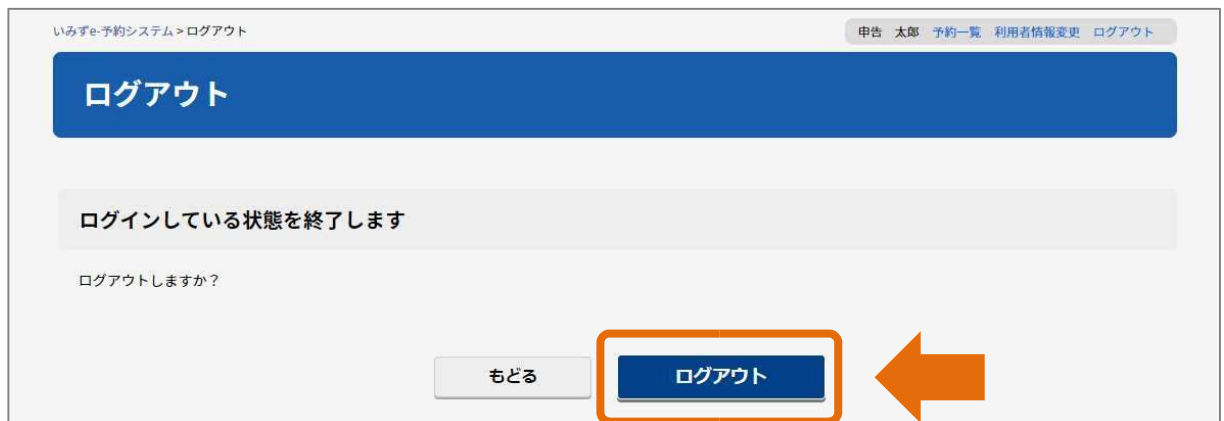 いみずe-予約システム > ログアウト
申告 太郎 予約一覧 利用者情報変更 ログアウト
ログアウト
ログインしている状態を終了します
ログアウトしますか？
もどる ログアウト